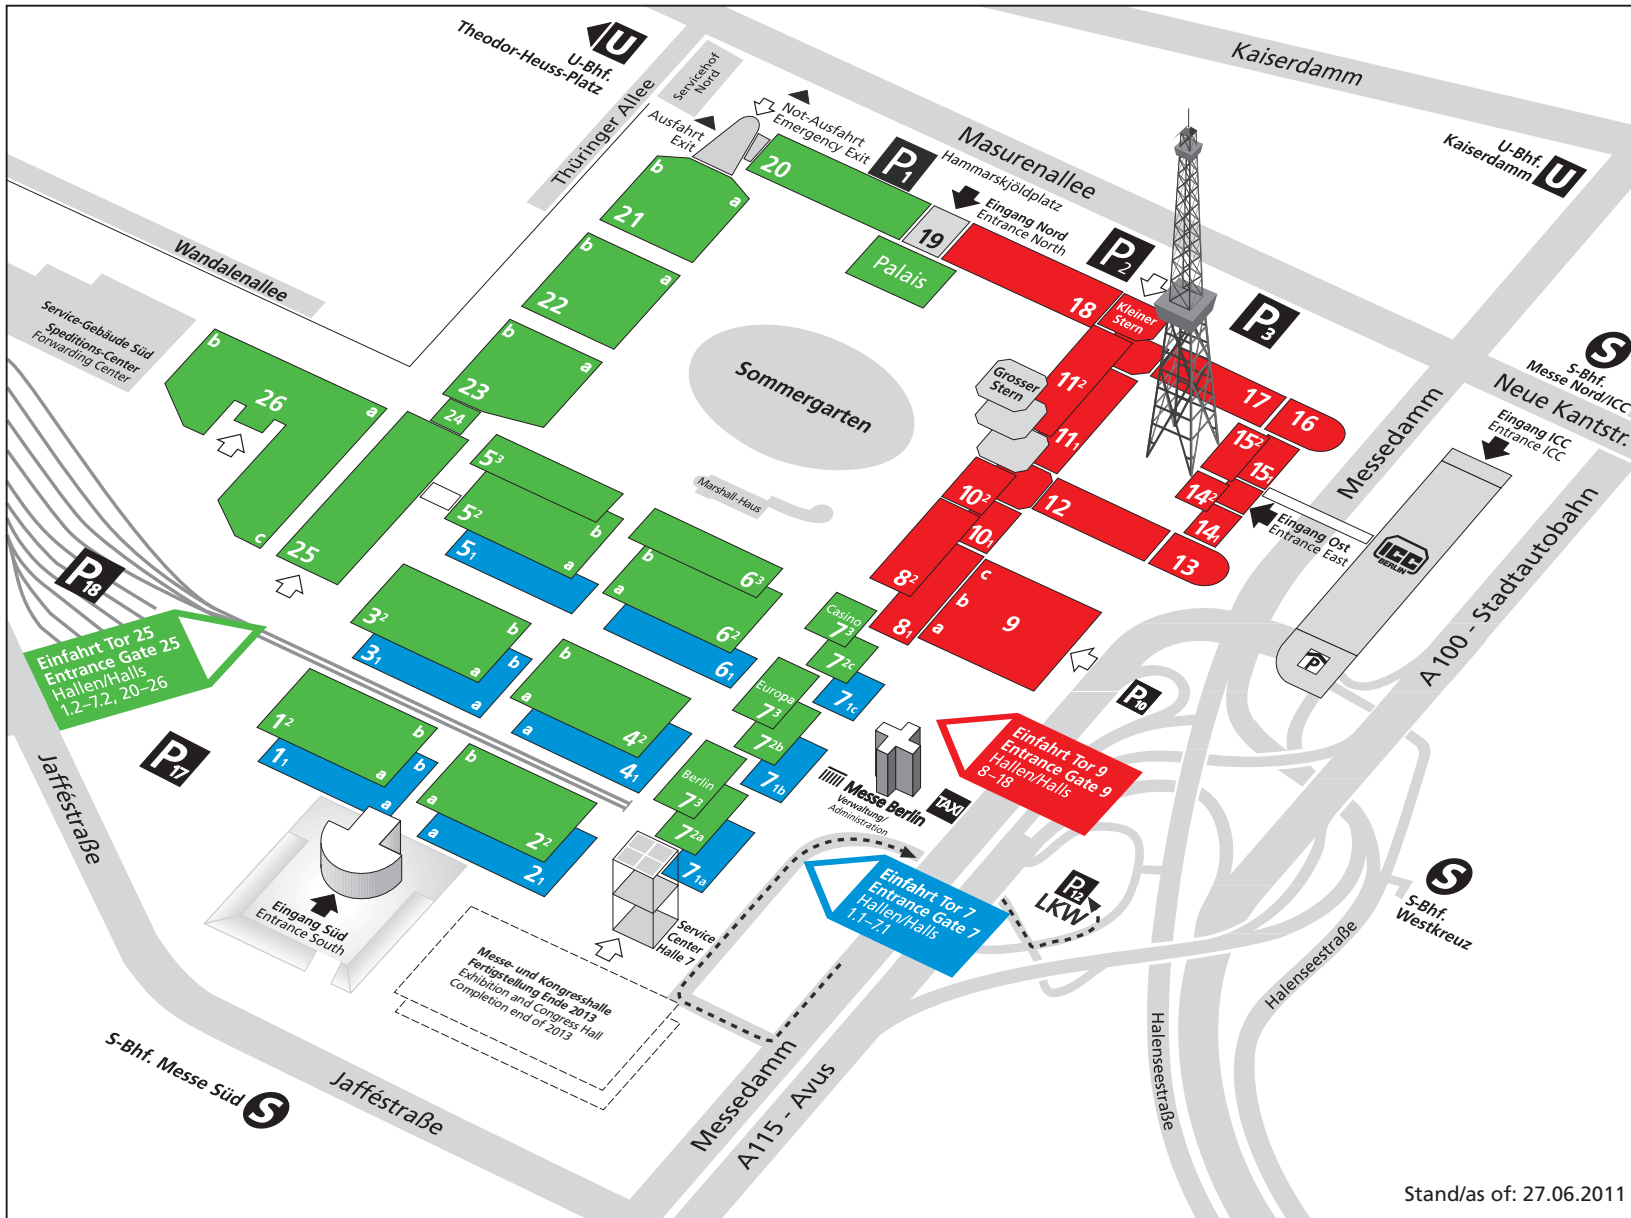 Kaiserdamm
U
U-Bhf.
Theodor-Heuss-Platz
Servicehof
Nord
Thüringer Allee
Ausfahrt
Exit
Not-Ausfahrt
Emergency Exit
P1
Hammarskjöldplatz
Masurenallee
Eingang Nord
Entrance North
U-Bhf.
Kaiserdamm
U
20
b
a
21
19
Palais
P2
18
Kleiner
Stern
P3
Wandalenallee
b
a
22
Service-Gebäude Süd
Speditions-Center
Forwarding Center
b
a
23
24
b
26
a
c
25
Sommergarten
Marshall-Haus
Grosser
Stern
11²
11₁
17
16
15²
15₁
14²
14₁
12
13
10²
10₁
8²
8₁
c
b
a
9
S
S-Bhf.
Messe Nord/ICC
Neue Kantstr.
Eingang ICC
Entrance ICC
Messedamm
Eingang Ost
Entrance East
ICC
BERLIN
P
A 100 - Stadtautobahn
5³
5²
b
a
5₁
6³
b
a
6²
6₁
3²
b
a
3₁
b
a
b
a
4²
a
4₁
1²
b
a
1₁
b
a
b
a
2²
a
2₁
Casino
7³
7²c
7₁c
Europa
7³
7²b
7₁b
Berlin
7³
7²a
7₁a
P18
Einfahrt Tor 25
Entrance Gate 25
Hallen/Halls
1.2–7.2, 20–26
P17
Jafféstraße
P10
Einfahrt Tor 9
Entrance Gate 9
Hallen/Halls
8–18
Messe Berlin
Verwaltung/
Administration
TAXI
Einfahrt Tor 7
Entrance Gate 7
Hallen/Halls
1.1–7.1
P12
LKW
S
S-Bhf.
Westkreuz
Halenseestraße
Halenseestraße
Eingang Süd
Entrance South
Service
Center
Halle 7
Messe- und Kongresshalle
Fertigstellung Ende 2013
Exhibition and Congress Hall
Completion end of 2013
S-Bhf. Messe Süd
S
Jafféstraße
Messedamm
A115 - Avus
Stand/as of: 27.06.2011